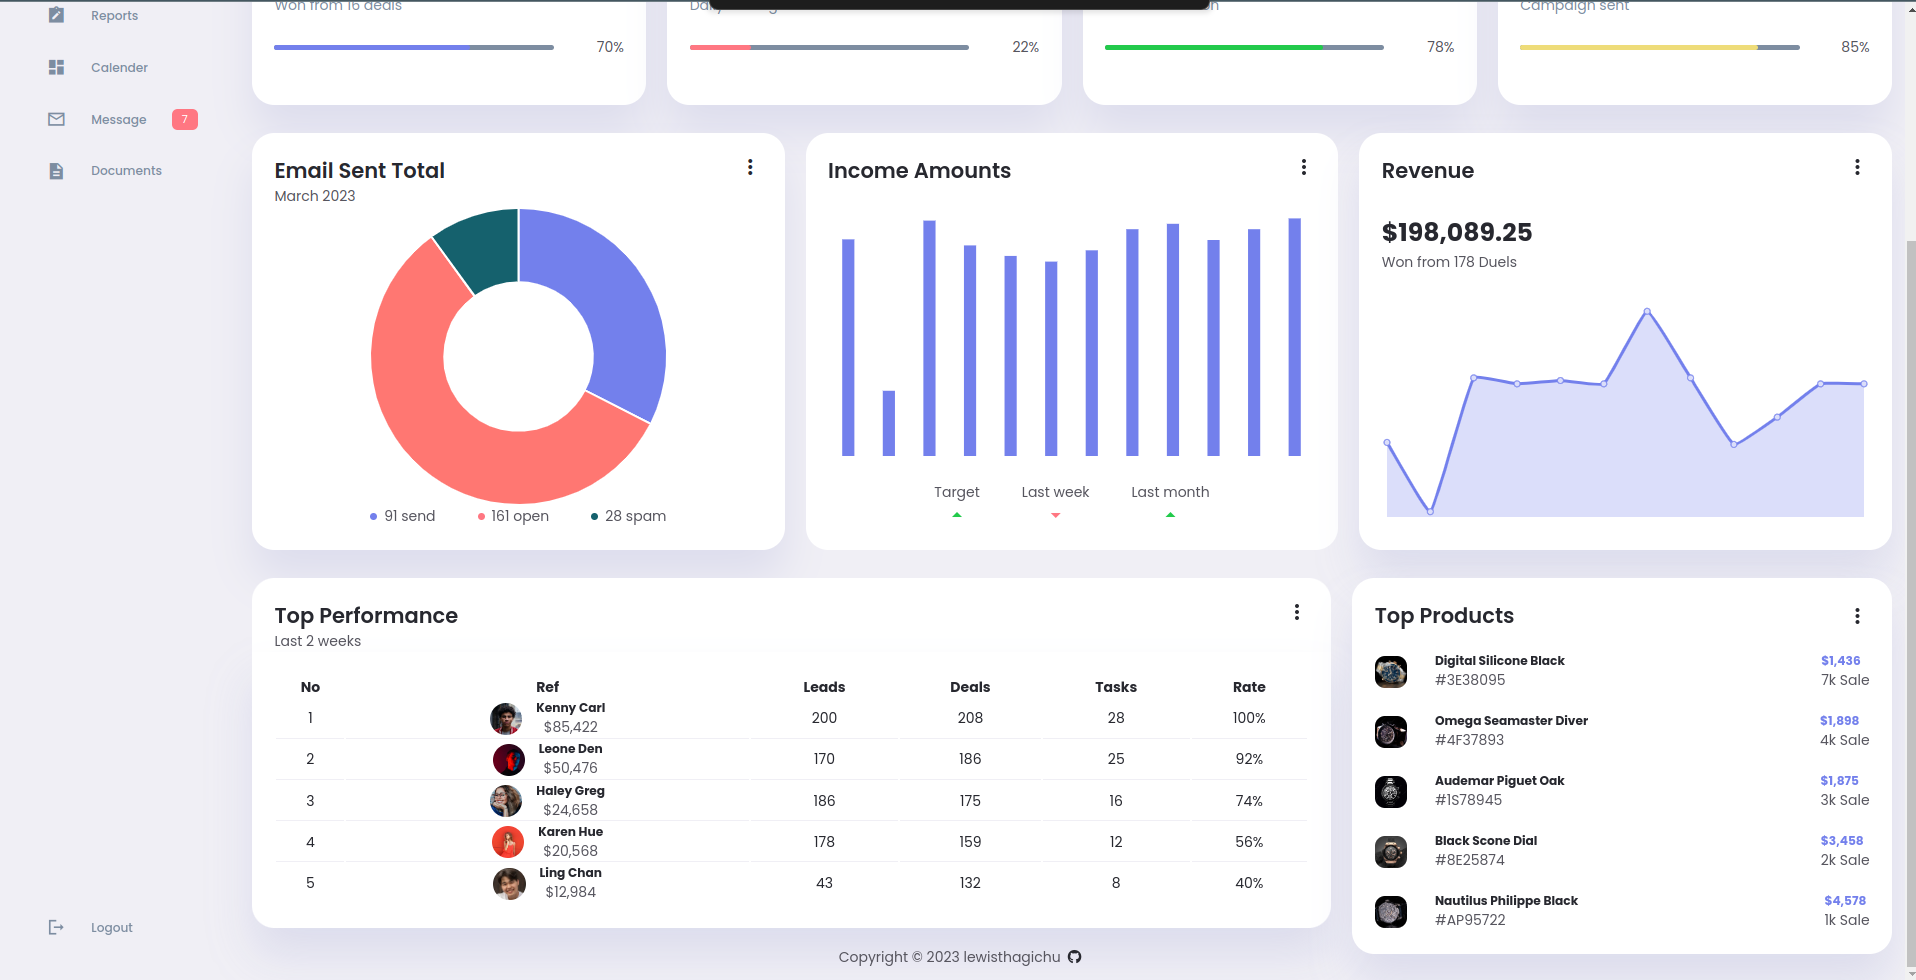 Reports
Calender
Message 7
Documents
Logout
Won from 16 deals
70%
22%
78%
Campaign sent
85%
Email Sent Total
March 2023
91 send 161 open 28 spam
Income Amounts
Target Last week Last month
Revenue
$198,089.25
Won from 178 Duels
Top Performance
Last 2 weeks
No Ref Leads Deals Tasks Rate
1 Kenny Carl $85,422 200 208 28 100%
2 Leone Den $50,476 170 186 25 92%
3 Haley Greg $24,658 186 175 16 74%
4 Karen Hue $20,568 178 159 12 56%
5 Ling Chan $12,984 43 132 8 40%
Top Products
Digital Silicone Black $1,436
#3E38095 7k Sale
Omega Seamaster Diver $1,898
#4F37893 4k Sale
Audemar Piguet Oak $1,875
#1S78945 3k Sale
Black Scone Dial $3,458
#8E25874 2k Sale
Nautilus Philippe Black $4,578
#AP95722 1k Sale
Copyright © 2023 lewisthagichu